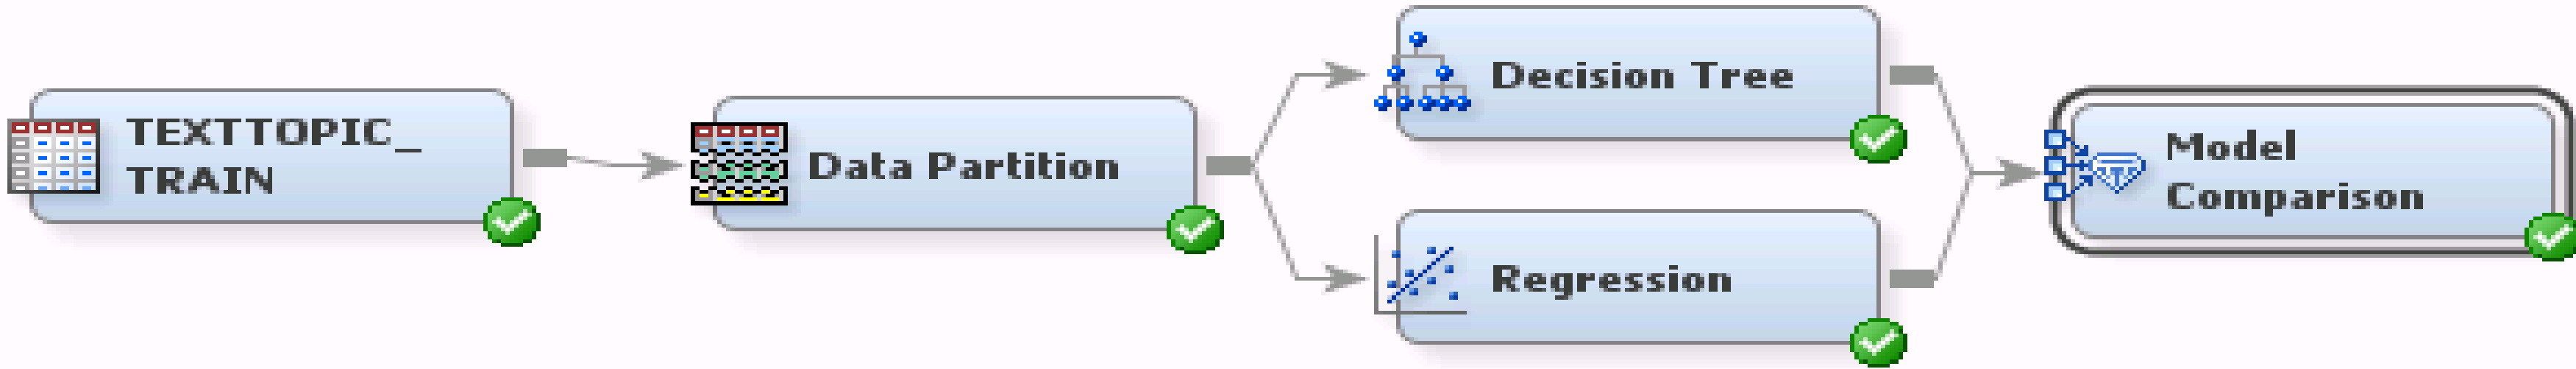 TEXTTOPIC_
TRAIN
Data Partition
Decision Tree
Regression
Model
Comparison